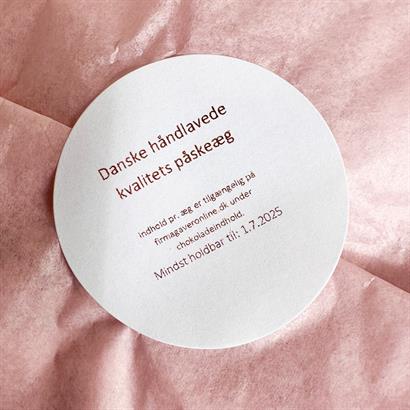 Danske håndlavede
kvalitets påskeæg
indhold pr. æg er tilgængelig på
firmagaveronline.dk under
chokoladeindhold.
Mindst holdbar til: 1.7.2025